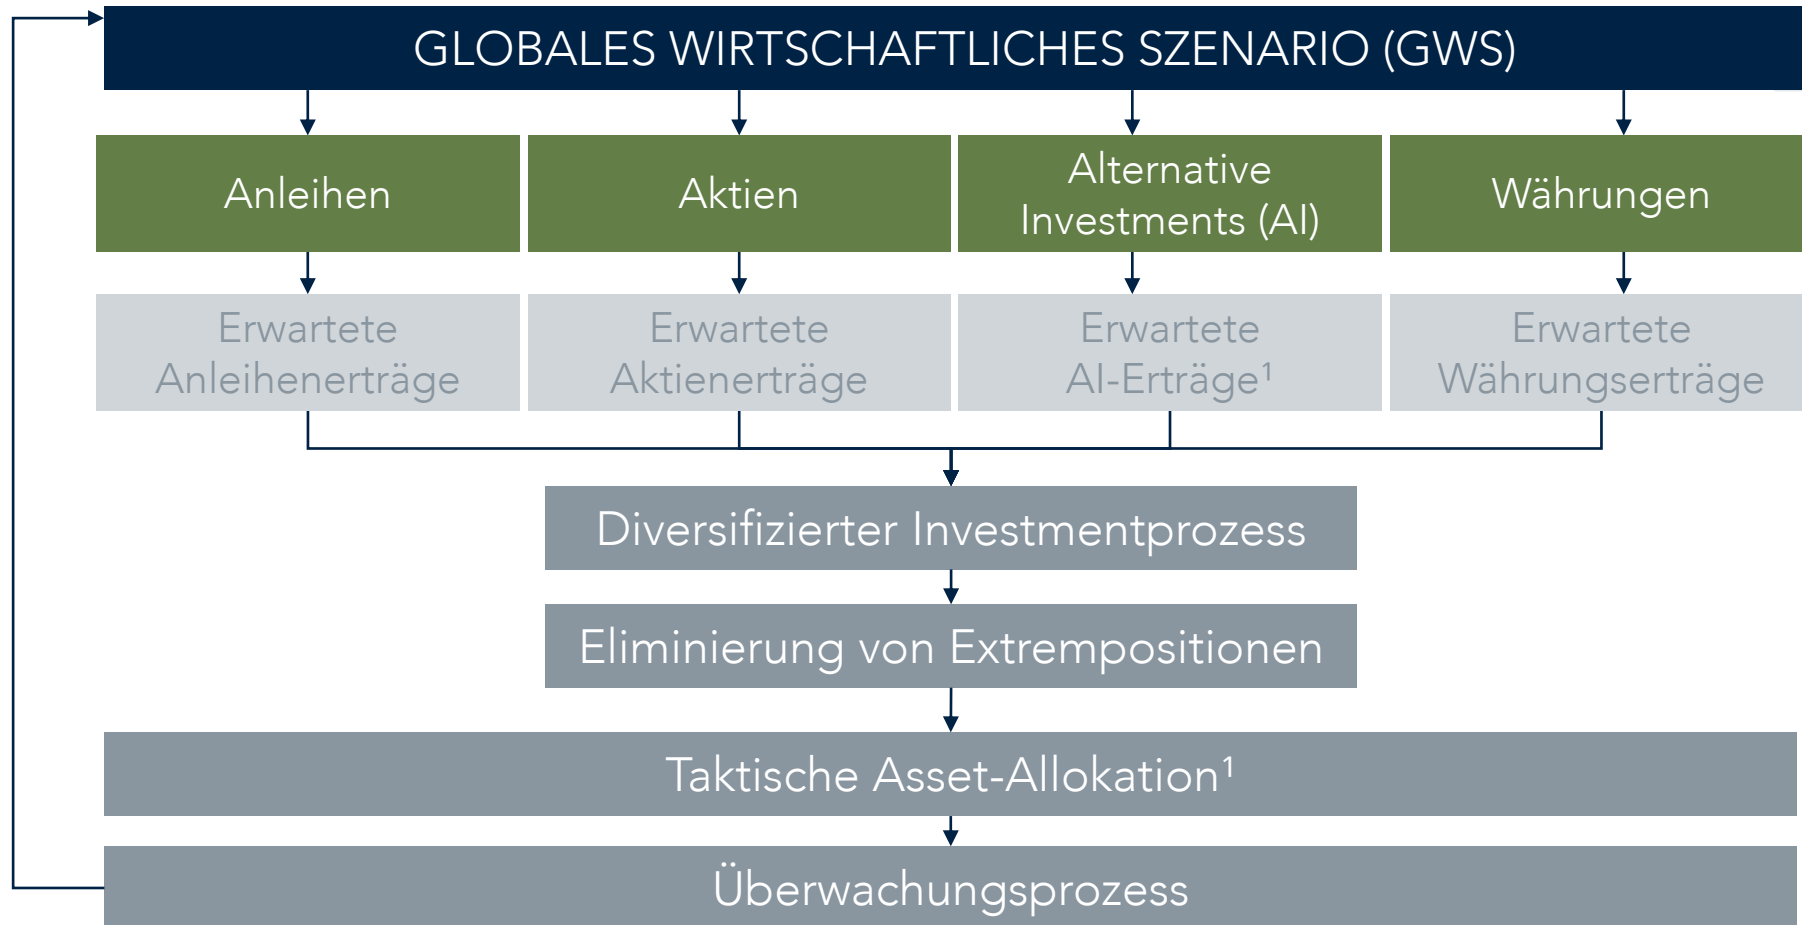 GLOBALES WIRTSCHAFTLICHES SZENARIO (GWS)
Anleihen
Aktien
Alternative
Investments (AI)
Währungen
Erwartete
Anleihenerträge
Erwartete
Aktienerträge
Erwartete
AI-Erträge¹
Erwartete
Währungserträge
Diversifizierter Investmentprozess
Eliminierung von Extrempositionen
Taktische Asset-Allokation¹
Überwachungsprozess